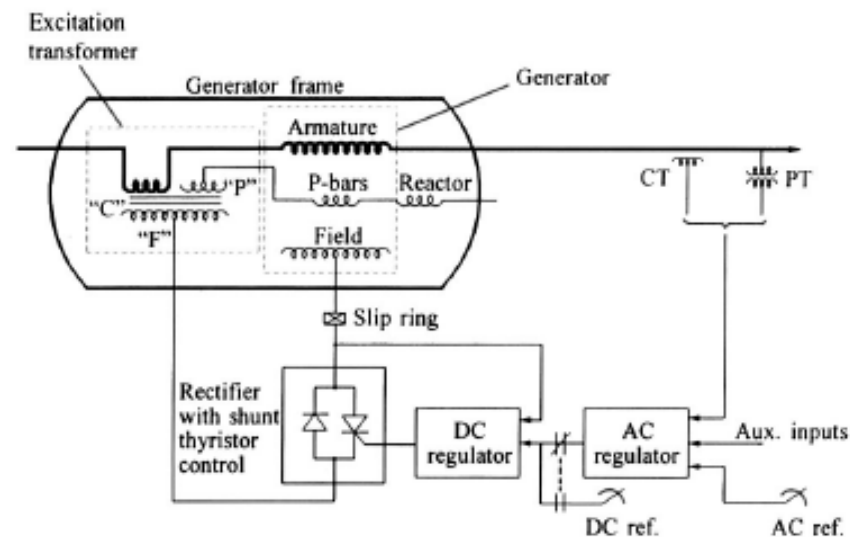 Excitation
transformer
Generator frame
Generator
Armature
"P"
P-bars
Reactor
CT
PT
"C"
"F"
Field
Slip ring
Rectifier
with shunt
thyristor
control
DC
regulator
AC
regulator
Aux. inputs
DC ref.
AC ref.